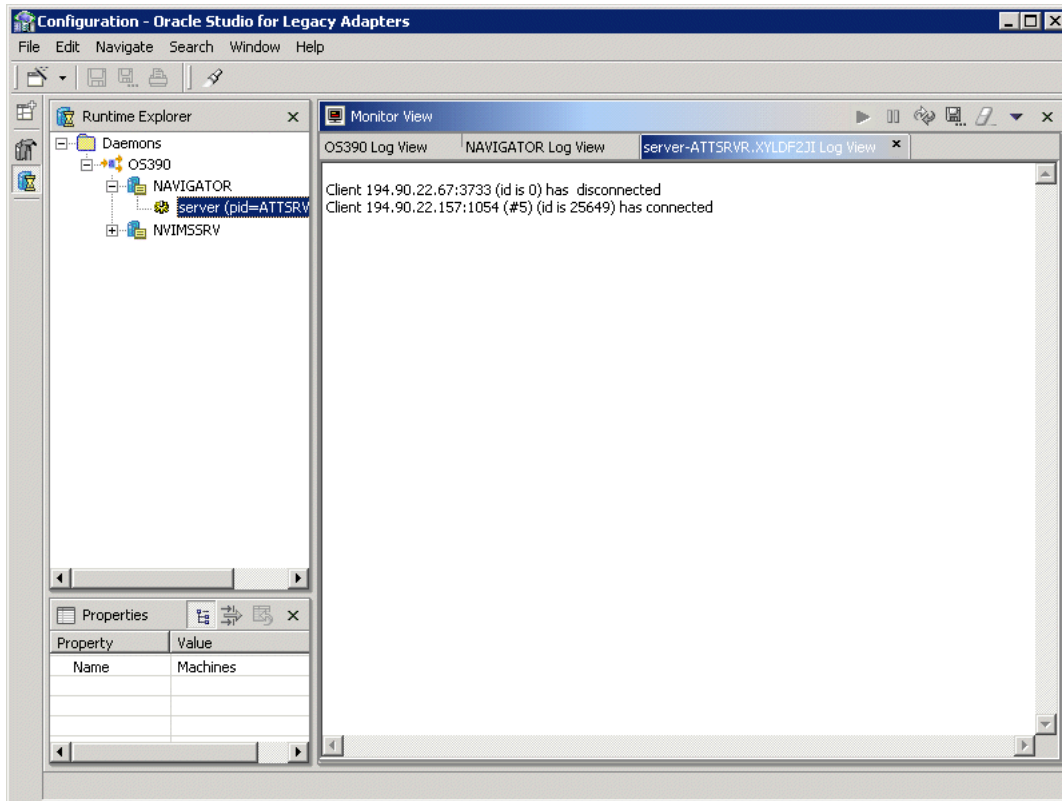 Configuration - Oracle Studio for Legacy Adapters
File Edit Navigate Search Window Help
Runtime Explorer
Daemons
OS390
NAVIGATOR
server (pid=ATTSRV
NVIMSSRV
Properties
Property Value
Name Machines
Monitor View
OS390 Log View NAVIGATOR Log View server-ATTSRVR.XYLDF2JI Log View
Client 194.90.22.67:3733 (id is 0) has disconnected
Client 194.90.22.157:1054 (#5) (id is 25649) has connected